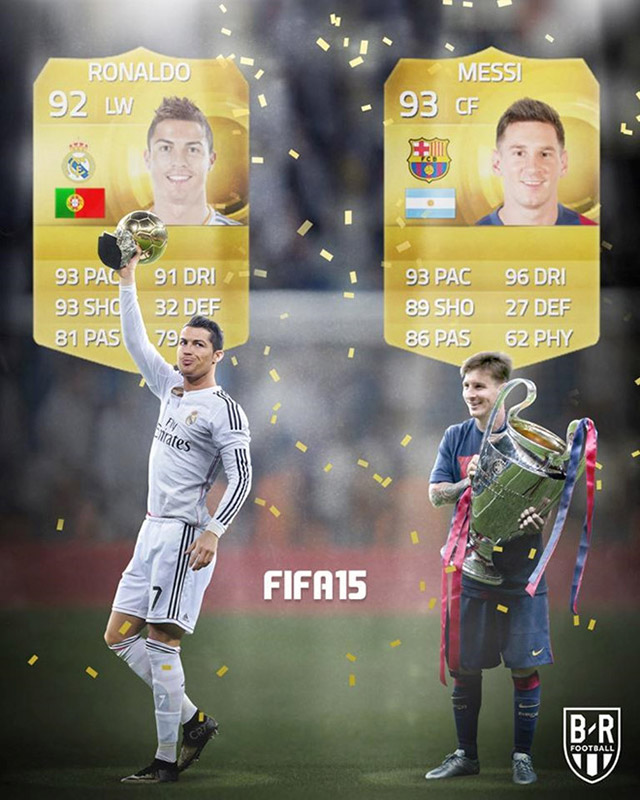 RONALDO
92 LW
93 PAC 91 DRI
93 SHO 32 DEF
81 PAS 79
MESSI
93 CF
FCB
93 PAC 96 DRI
89 SHO 27 DEF
86 PAS 62 PHY
Fly
Emirates
7
FIFA15
B-R
FOOTBALL